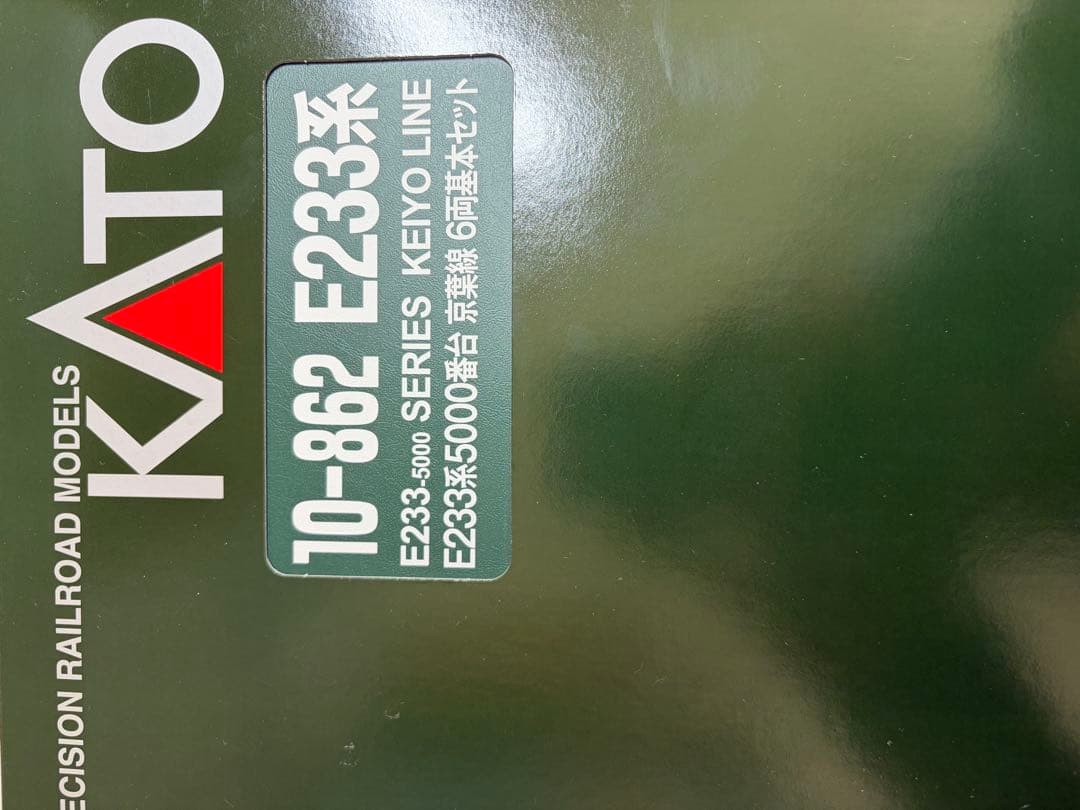 ECISION RAILROAD MODELS
KATO
10-862 E233系
E233-5000 SERIES KEIYO LINE
E233系5000番台 京葉線 6両基本セット